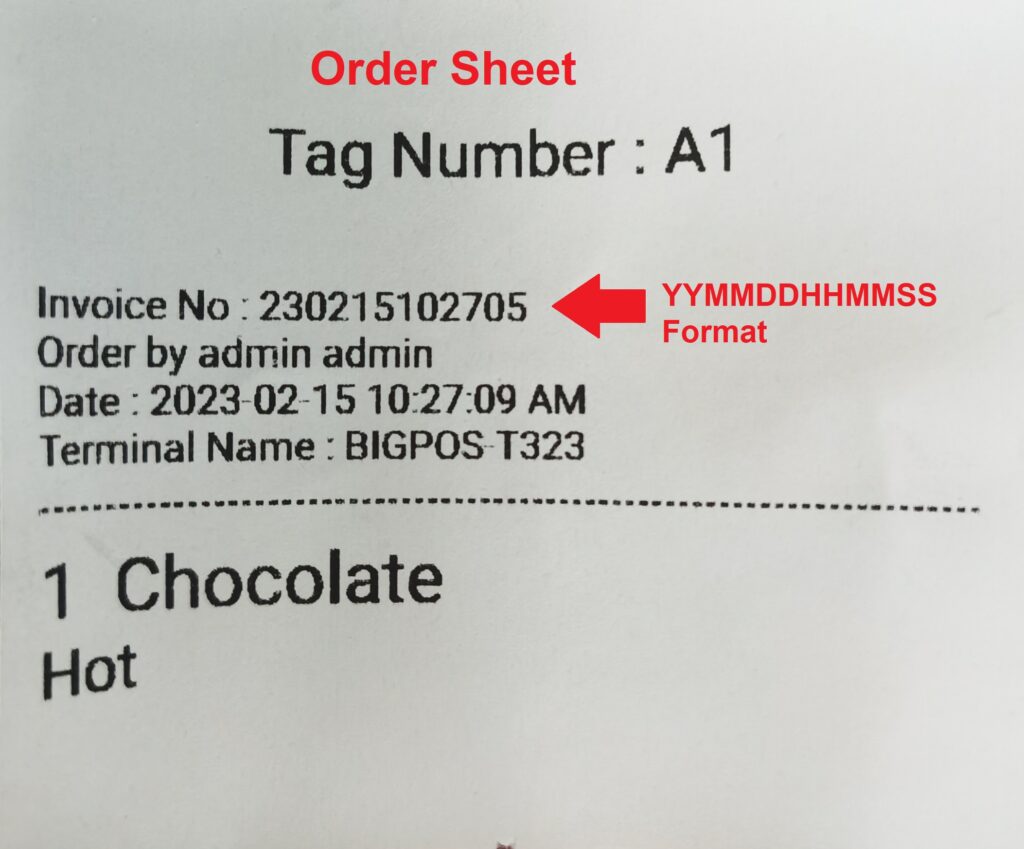 Order Sheet
Tag Number : A1
Invoice No : 230215102705
YYMMDDHHMMSS
Format
Order by admin admin
Date : 2023-02-15 10:27:09 AM
Terminal Name : BIGPOS-T323
1 Chocolate
Hot